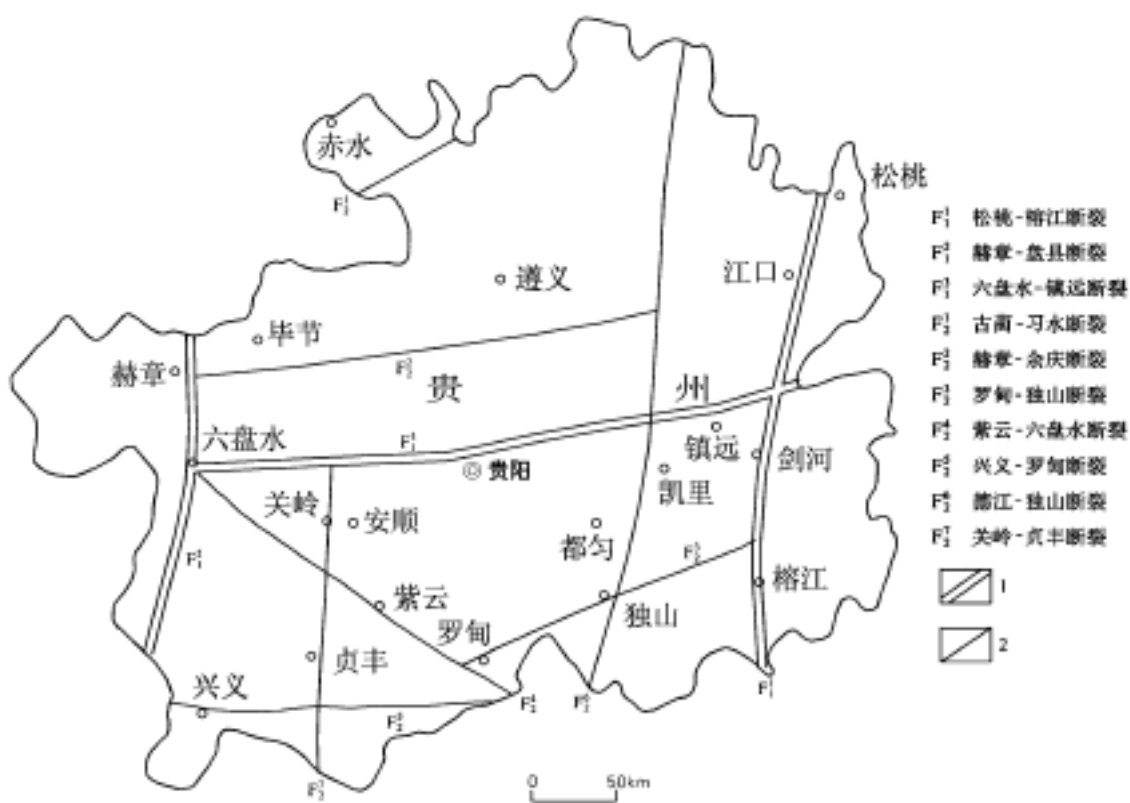 赤水
松桃
江口
遵义
毕节
赫章
贵 州
六盘水
贵阳
镇远
剑河
凯里
关岭
安顺
都匀
榕江
紫云
独山
罗甸
贞丰
兴义
0 50km
松桃-榕江断裂
赫章-盘县断裂
六盘水-镇远断裂
古蔺-习水断裂
赫章-余庆断裂
罗甸-独山断裂
紫云-六盘水断裂
兴义-罗甸断裂
江-独山断裂
关岭-贞丰断裂
1
2